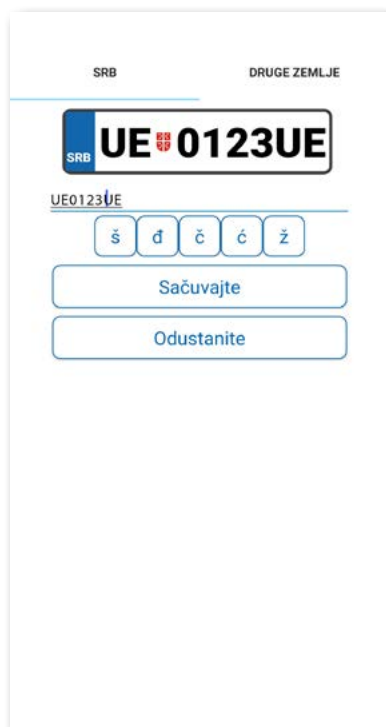 SRB DRUGE ZEMLJE
SRB UE 0123UE
UE0123UE
š đ č ć ž
Sačuvajte
Odustanite